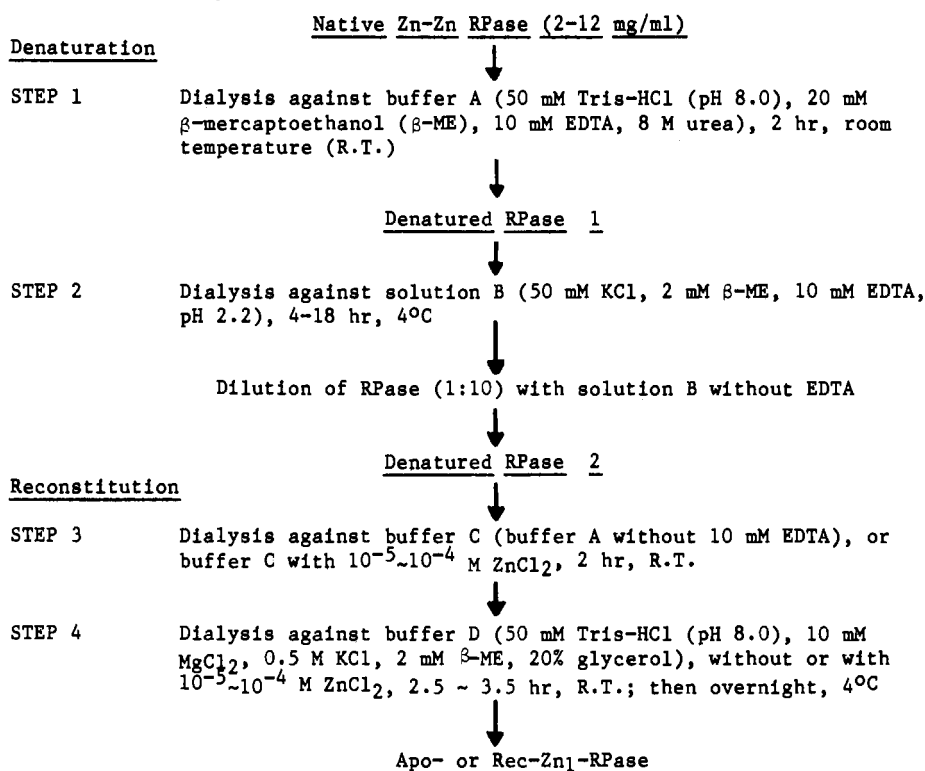 Native Zn-Zn RPase (2-12 mg/ml)
Denaturation
STEP 1 Dialysis against buffer A (50 mM Tris-HCl (pH 8.0), 20 mM
β-mercaptoethanol (β-ME), 10 mM EDTA, 8 M urea), 2 hr, room
temperature (R.T.)
Denatured RPase 1
STEP 2 Dialysis against solution B (50 mM KCl, 2 mM β-ME, 10 mM EDTA,
pH 2.2), 4-18 hr, 4°C
Dilution of RPase (1:10) with solution B without EDTA
Denatured RPase 2
Reconstitution
STEP 3 Dialysis against buffer C (buffer A without 10 mM EDTA), or
buffer C with 10⁻⁵~10⁻⁴ M ZnCl₂, 2 hr, R.T.
STEP 4 Dialysis against buffer D (50 mM Tris-HCl (pH 8.0), 10 mM
MgCl₂, 0.5 M KCl, 2 mM β-ME, 20% glycerol), without or with
10⁻⁵~10⁻⁴ M ZnCl₂, 2.5 ~ 3.5 hr, R.T.; then overnight, 4°C
Apo- or Rec-Zn₁-RPase